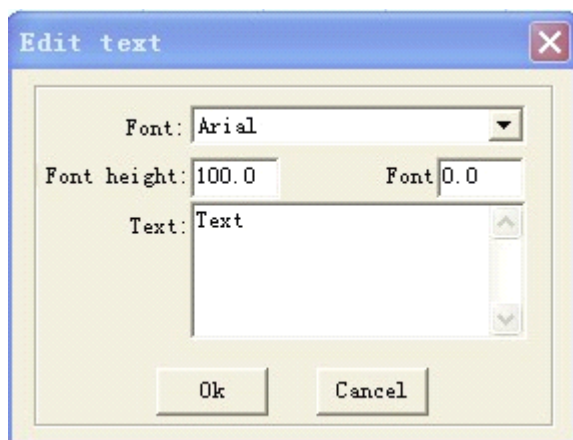 Edit text
Font: Arial
Font height: 100.0 Font 0.0
Text: Text
Ok Cancel